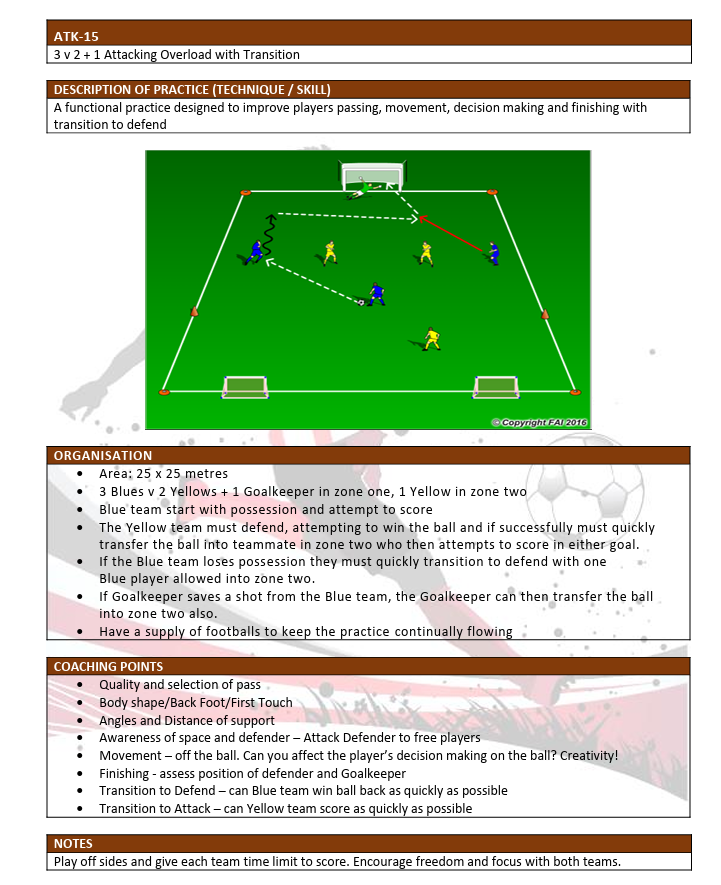 ATK-15
3 v 2 + 1 Attacking Overload with Transition
DESCRIPTION OF PRACTICE (TECHNIQUE / SKILL)
A functional practice designed to improve players passing, movement, decision making and finishing with
transition to defend
© Copyright FAI 2016
ORGANISATION
• Area: 25 x 25 metres
• 3 Blues v 2 Yellows + 1 Goalkeeper in zone one, 1 Yellow in zone two
• Blue team start with possession and attempt to score
• The Yellow team must defend, attempting to win the ball and if successfully must quickly
transfer the ball into teammate in zone two who then attempts to score in either goal.
• If the Blue team loses possession they must quickly transition to defend with one
Blue player allowed into zone two.
• If Goalkeeper saves a shot from the Blue team, the Goalkeeper can then transfer the ball
into zone two also.
• Have a supply of footballs to keep the practice continually flowing
COACHING POINTS
• Quality and selection of pass
• Body shape/Back Foot/First Touch
• Angles and Distance of support
• Awareness of space and defender – Attack Defender to free players
• Movement – off the ball. Can you affect the player's decision making on the ball? Creativity!
• Finishing - assess position of defender and Goalkeeper
• Transition to Defend – can Blue team win ball back as quickly as possible
• Transition to Attack – can Yellow team score as quickly as possible
NOTES
Play off sides and give each team time limit to score. Encourage freedom and focus with both teams.